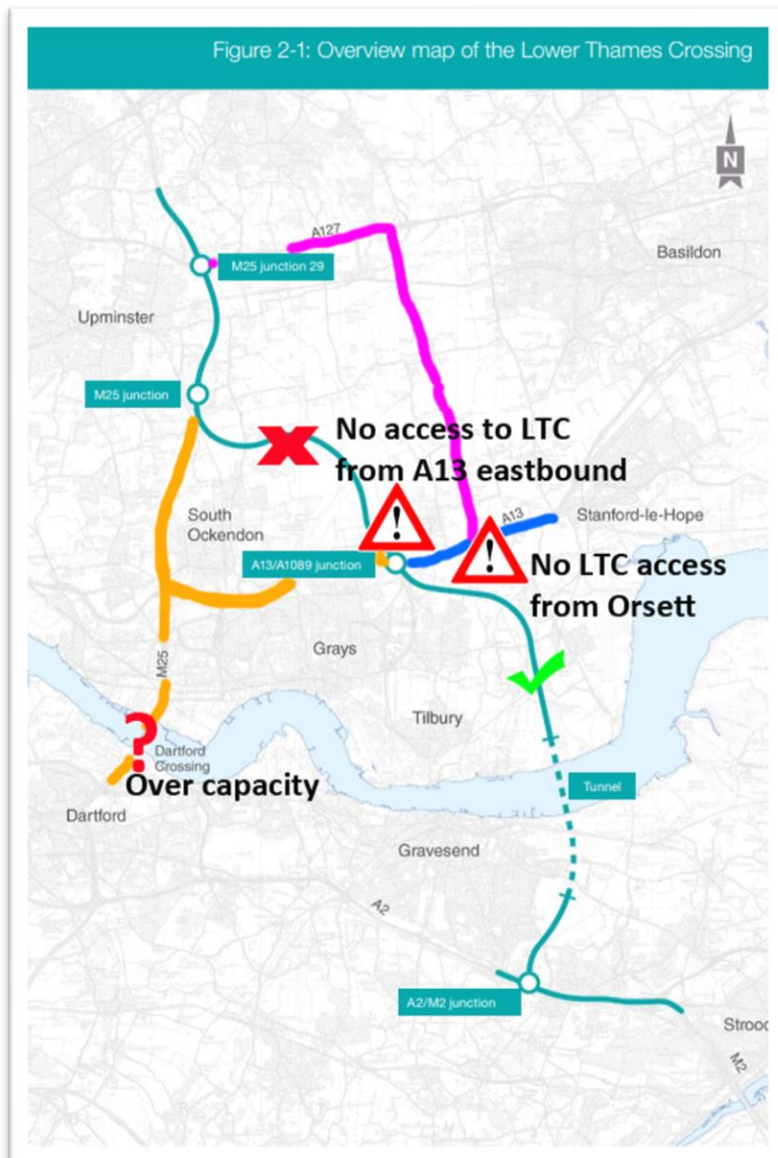 Figure 2-1: Overview map of the Lower Thames Crossing
N
A127
Basildon
M25 junction 29
Upminster
M25 junction
No access to LTC
from A13 eastbound
South
Ockendon
A13
Stanford-le-Hope
A13/A1089 junction
No LTC access
from Orsett
Grays
M25
Tilbury
Dartford
Crossing
?
Over capacity
Tunnel
Dartford
Gravesend
A2
A2/M2 junction
Strood
M2